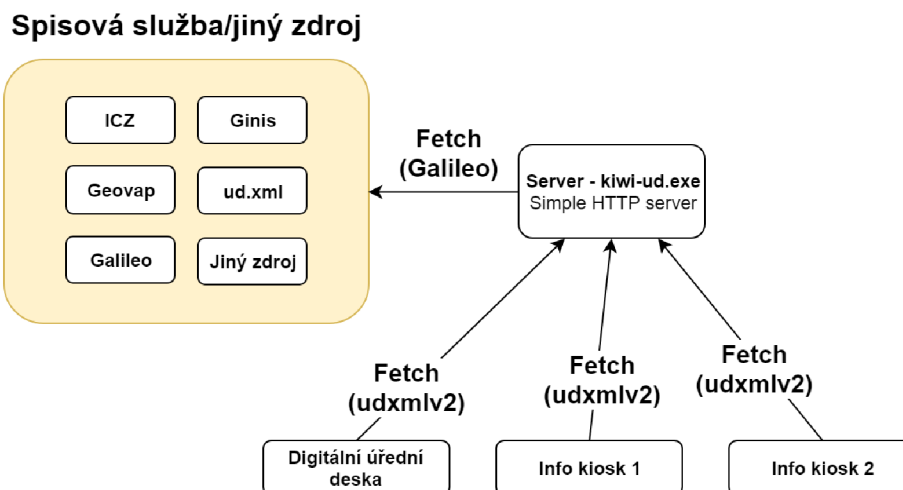 Spisová služba/jiný zdroj
ICZ
Ginis
Geovap
ud.xml
Galileo
Jiný zdroj
Fetch
(Galileo)
Server - kiwi-ud.exe
Simple HTTP server
Fetch
(udxmlv2)
Fetch
(udxmlv2)
Fetch
(udxmlv2)
Digitální úřední
deska
Info kiosk 1
Info kiosk 2